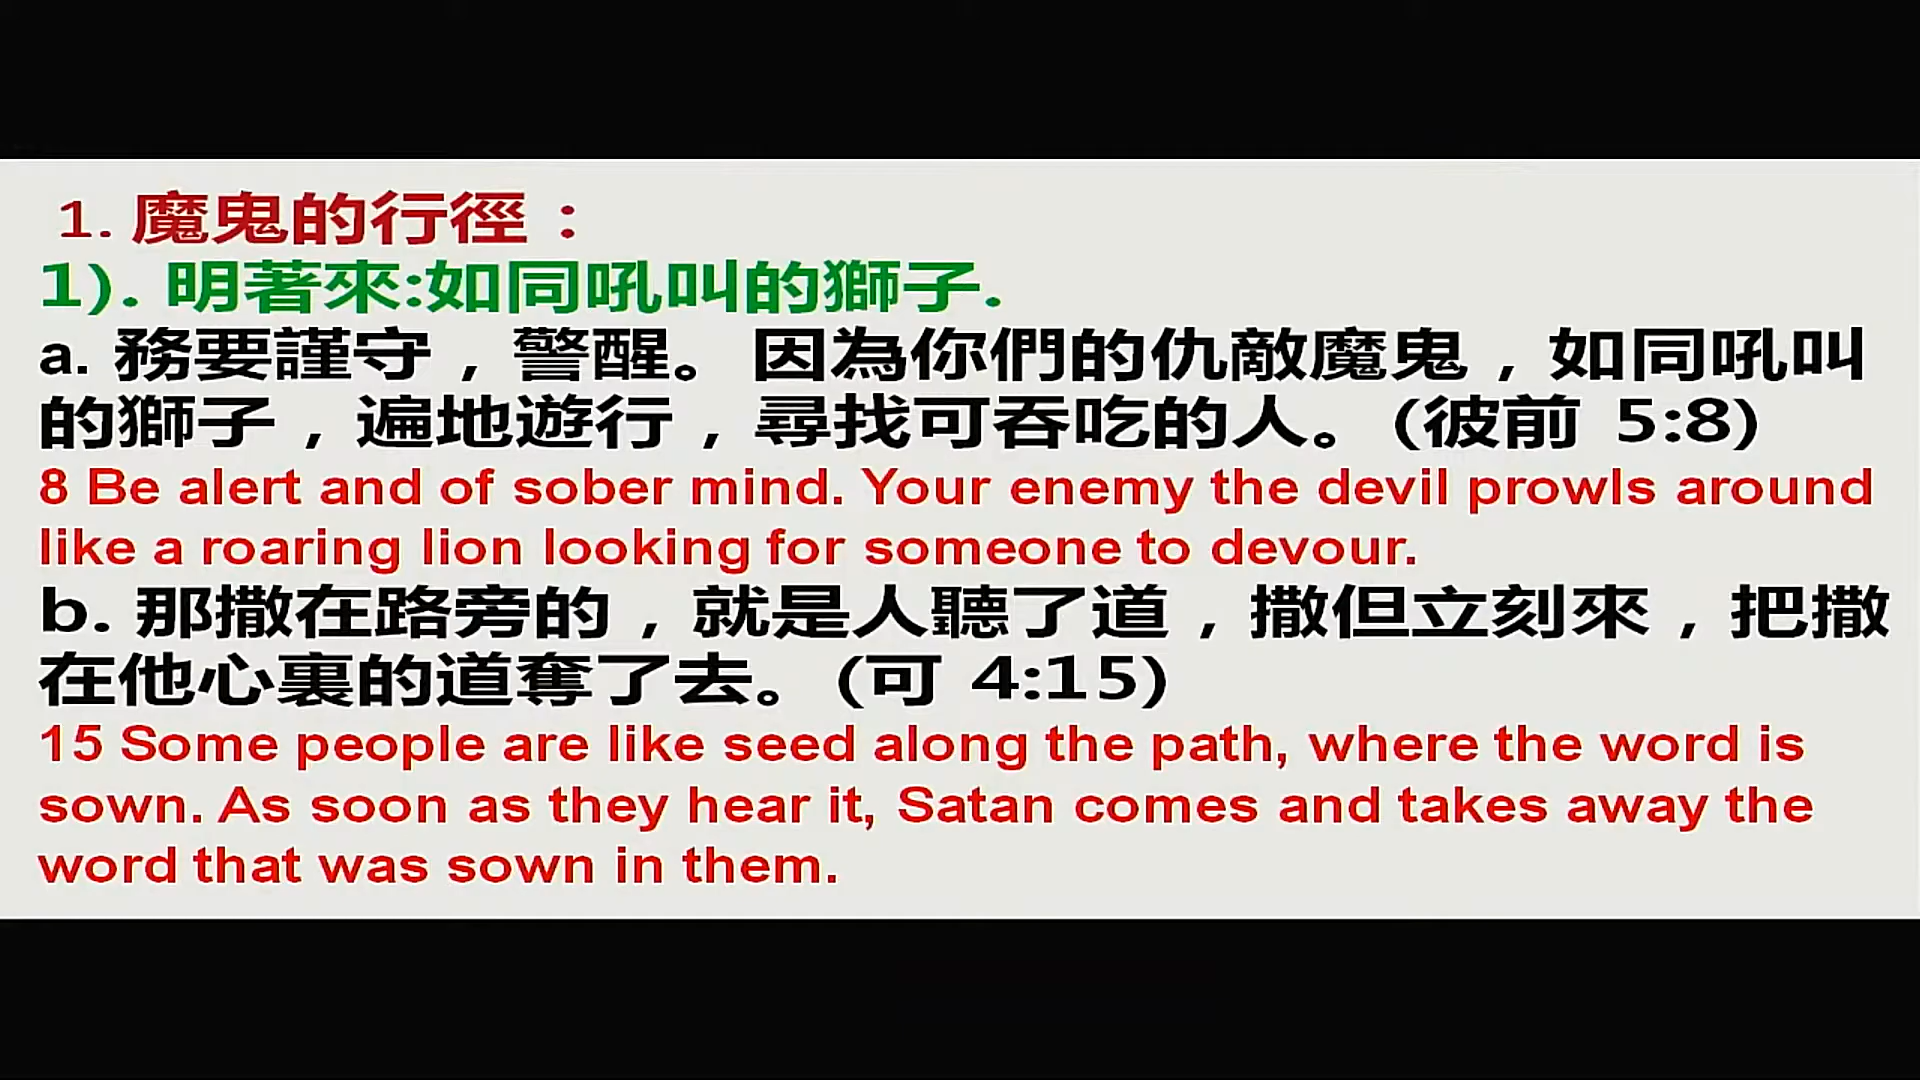 1. 魔鬼的行徑：
1). 明著來:如同吼叫的獅子.
a. 務要謹守，警醒。因為你們的仇敵魔鬼，如同吼叫
的獅子，遍地遊行，尋找可吞吃的人。(彼前 5:8)
8 Be alert and of sober mind. Your enemy the devil prowls around
like a roaring lion looking for someone to devour.
b. 那撒在路旁的，就是人聽了道，撒但立刻來，把撒
在他心裏的道奪了去。(可 4:15)
15 Some people are like seed along the path, where the word is
sown. As soon as they hear it, Satan comes and takes away the
word that was sown in them.